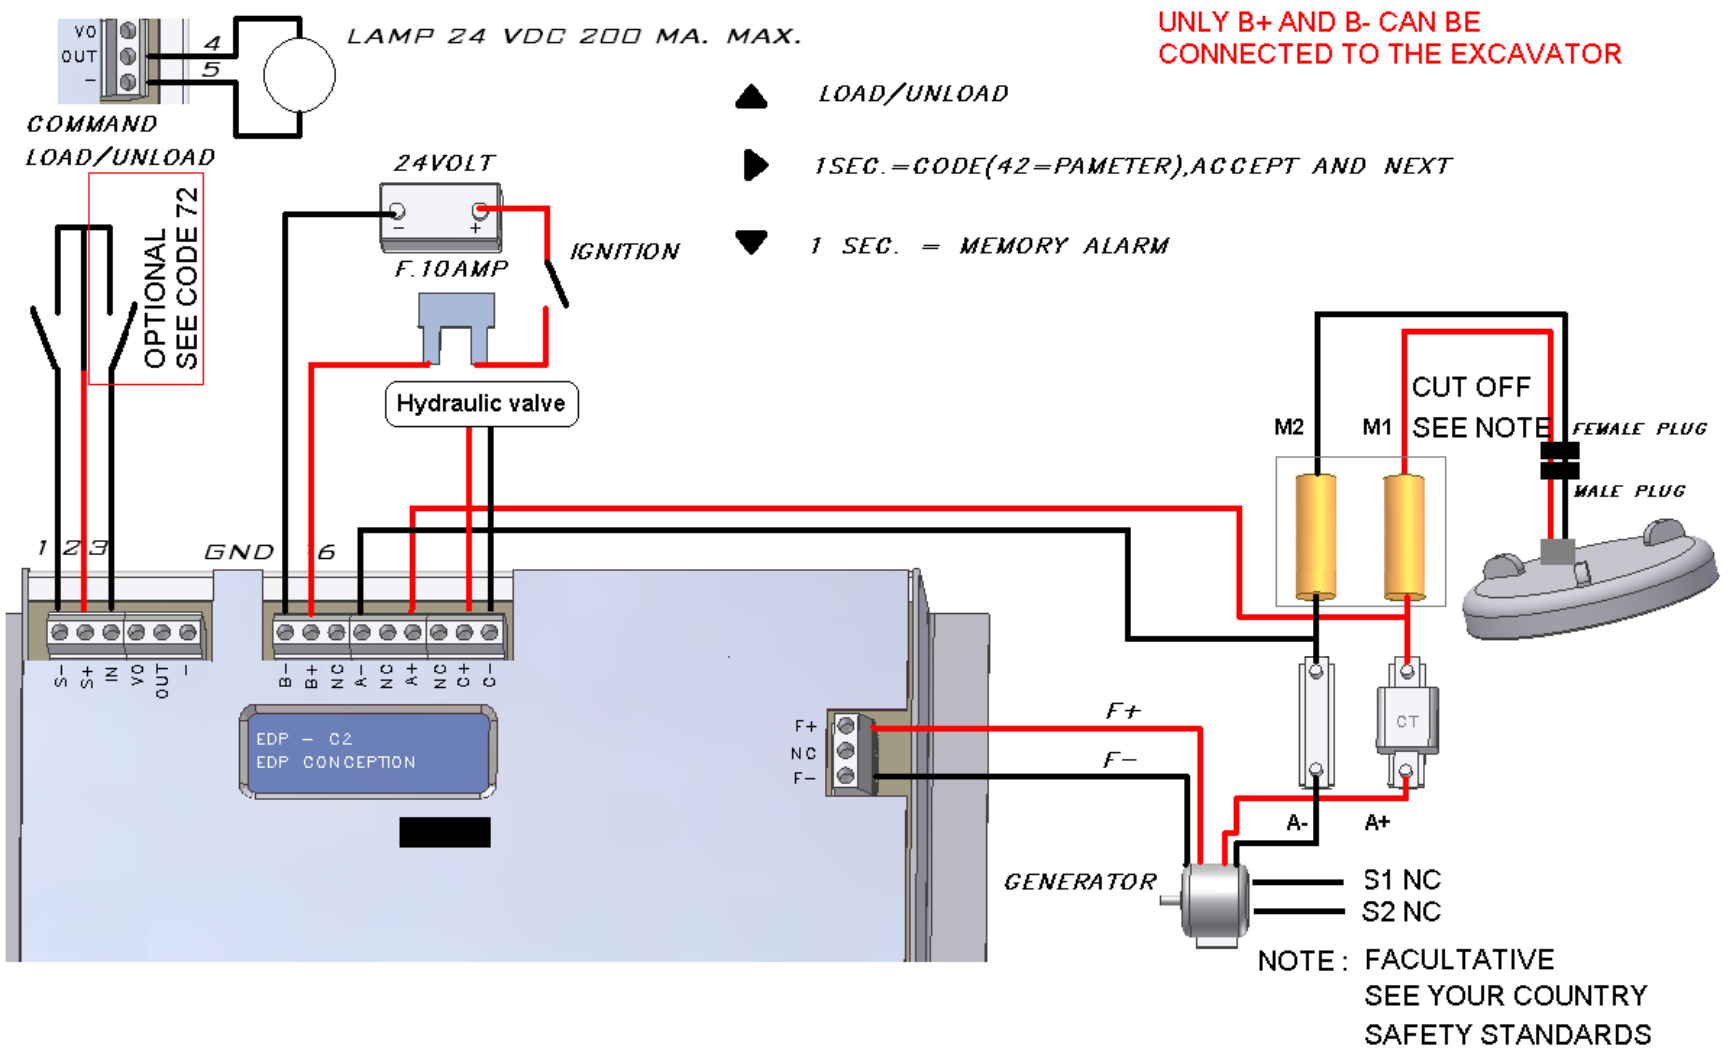 VO
OUT
-
4
5
LAMP 24 VDC 200 MA. MAX.
UNLY B+ AND B- CAN BE
CONNECTED TO THE EXCAVATOR
COMMAND
LOAD/UNLOAD
LOAD/UNLOAD
1SEC.=CODE(42=PAMETER),ACCEPT AND NEXT
1 SEC. = MEMORY ALARM
OPTIONAL
SEE CODE 72
24VOLT
- +
F.10AMP
IGNITION
Hydraulic valve
CUT OFF
SEE NOTE
M2
M1
FEMALE PLUG
MALE PLUG
1 2 3
GND
6
S-
S+
IN
VO
OUT
-
B-
B+
NC
A-
NC
A+
NC
C+
C-
EDP - C2
EDP CONCEPTION
F+
NC
F-
F+
F-
CT
A-
A+
GENERATOR
S1 NC
S2 NC
NOTE : FACULTATIVE
SEE YOUR COUNTRY
SAFETY STANDARDS